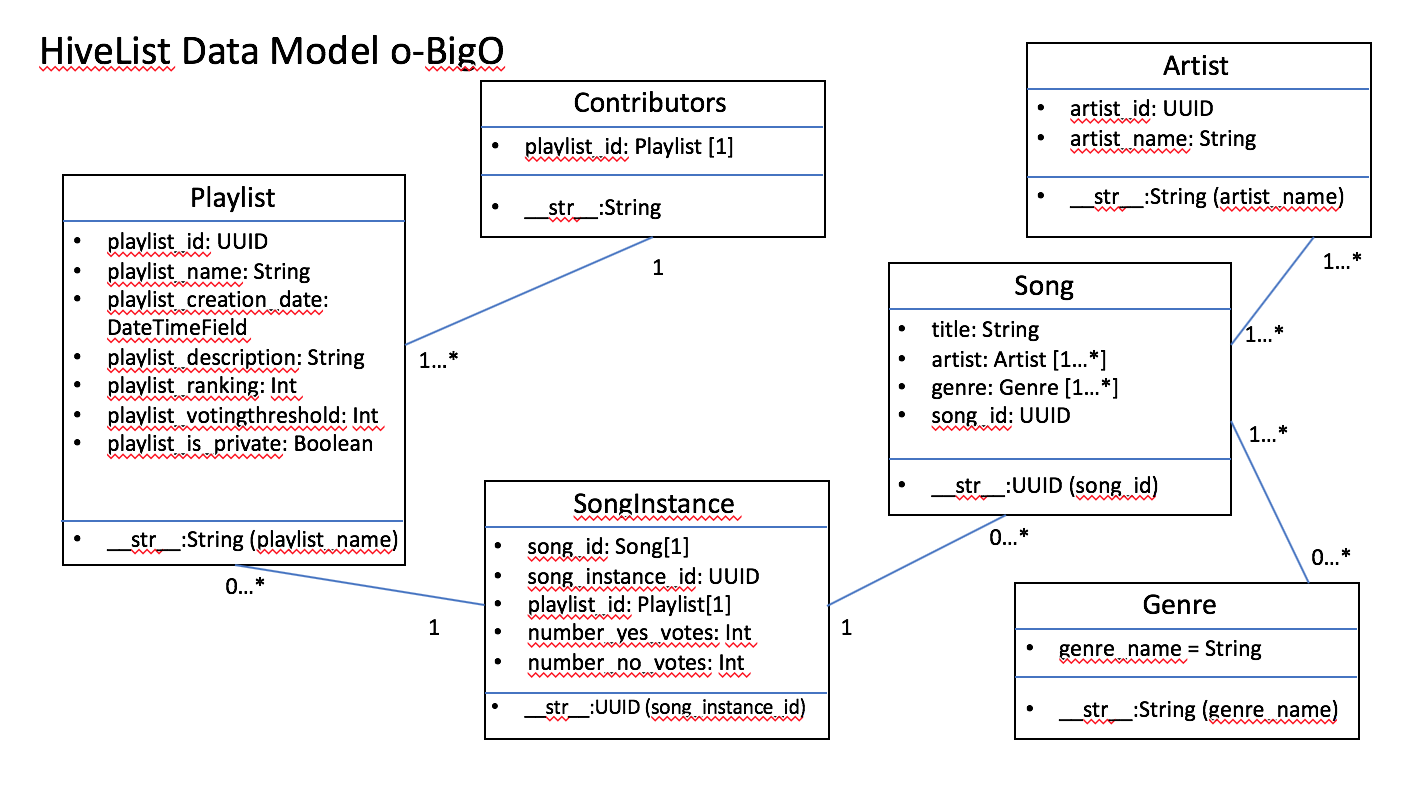 HiveList Data Model o-BigO
Contributors
• playlist_id: Playlist [1]
• __str__:String
1
Playlist
• playlist_id: UUID
• playlist_name: String
• playlist_creation_date:
DateTimeField
• playlist_description: String
• playlist_ranking: Int
• playlist_votingthreshold: Int
• playlist_is_private: Boolean
• __str__:String (playlist_name)
1...*
0...*
1
SongInstance
• song_id: Song[1]
• song_instance_id: UUID
• playlist_id: Playlist[1]
• number_yes_votes: Int
• number_no_votes: Int
• __str__:UUID (song_instance_id)
1
Artist
• artist_id: UUID
• artist_name: String
• __str__:String (artist_name)
1...*
Song
• title: String
• artist: Artist [1...*]
• genre: Genre [1...*]
• song_id: UUID
• __str__:UUID (song_id)
1...*
1...*
0...*
0...*
Genre
• genre_name = String
• __str__:String (genre_name)